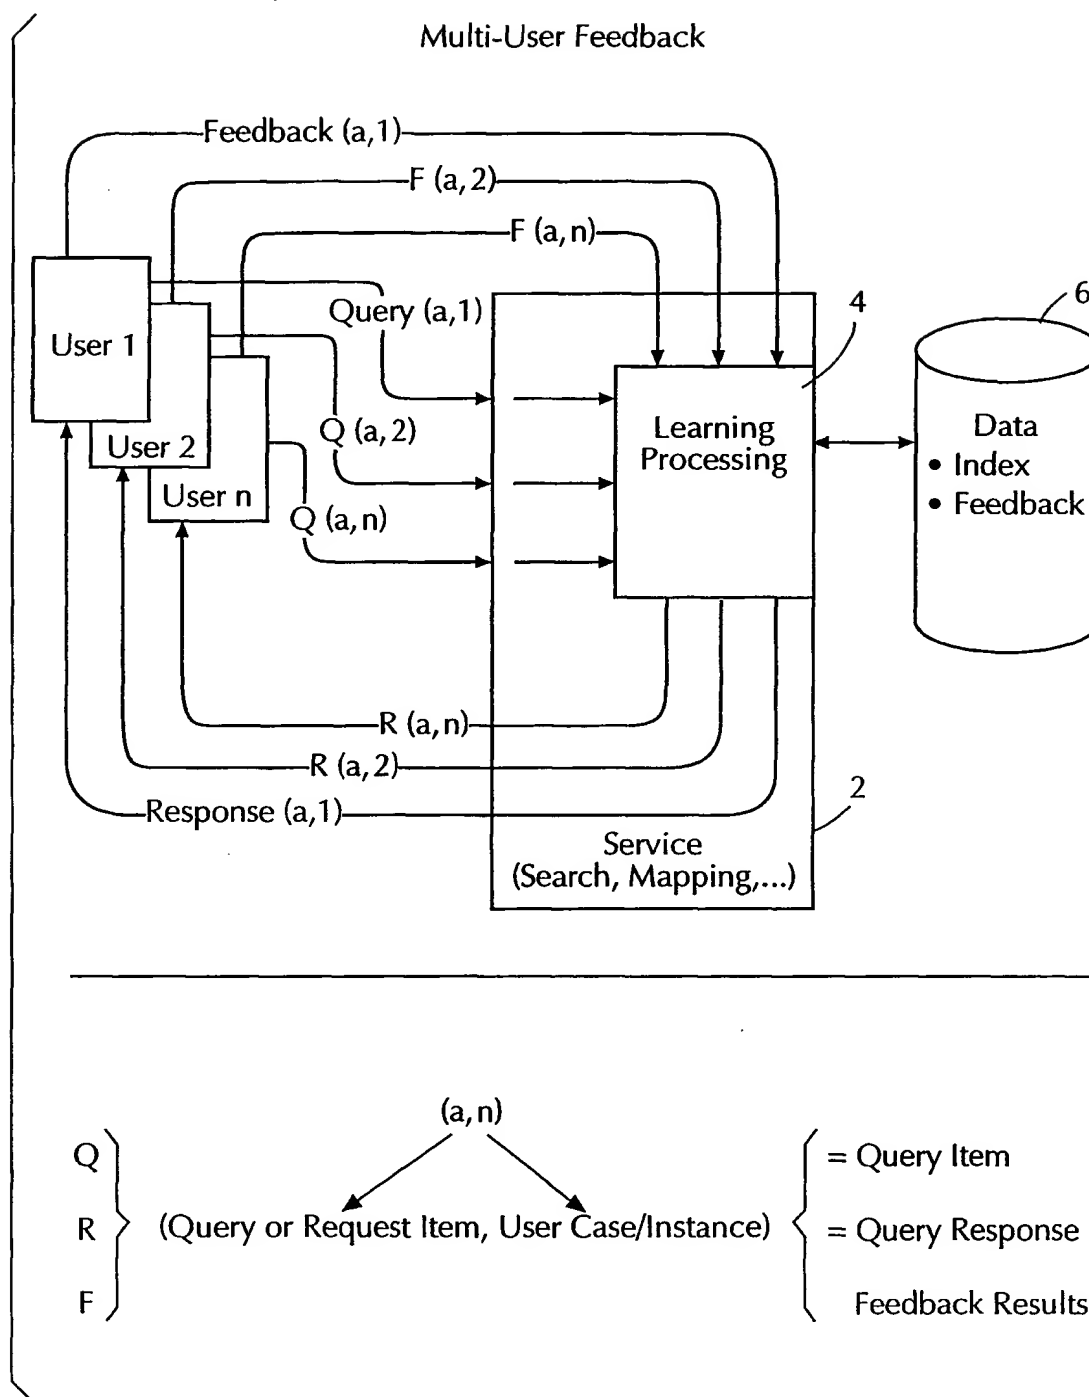 Multi-User Feedback
Feedback (a,1)
F (a, 2)
F (a, n)
6
Query (a,1)
4
User 1
Q (a, 2)
Learning
Processing
Data
• Index
• Feedback
User 2
User n
Q (a, n)
R (a, n)
R (a, 2)
Response (a,1)
2
Service
(Search, Mapping,...)
(a, n)
Q
= Query Item
R
(Query or Request Item, User Case/Instance)
= Query Response
F
Feedback Results